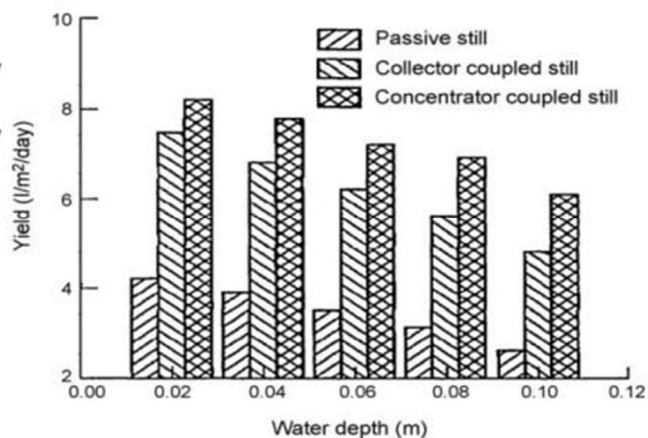 10
8
6
4
2
Yield (l/m²/day)
Passive still
Collector coupled still
Concentrator coupled still
0.00 0.02 0.04 0.06 0.08 0.10 0.12
Water depth (m)